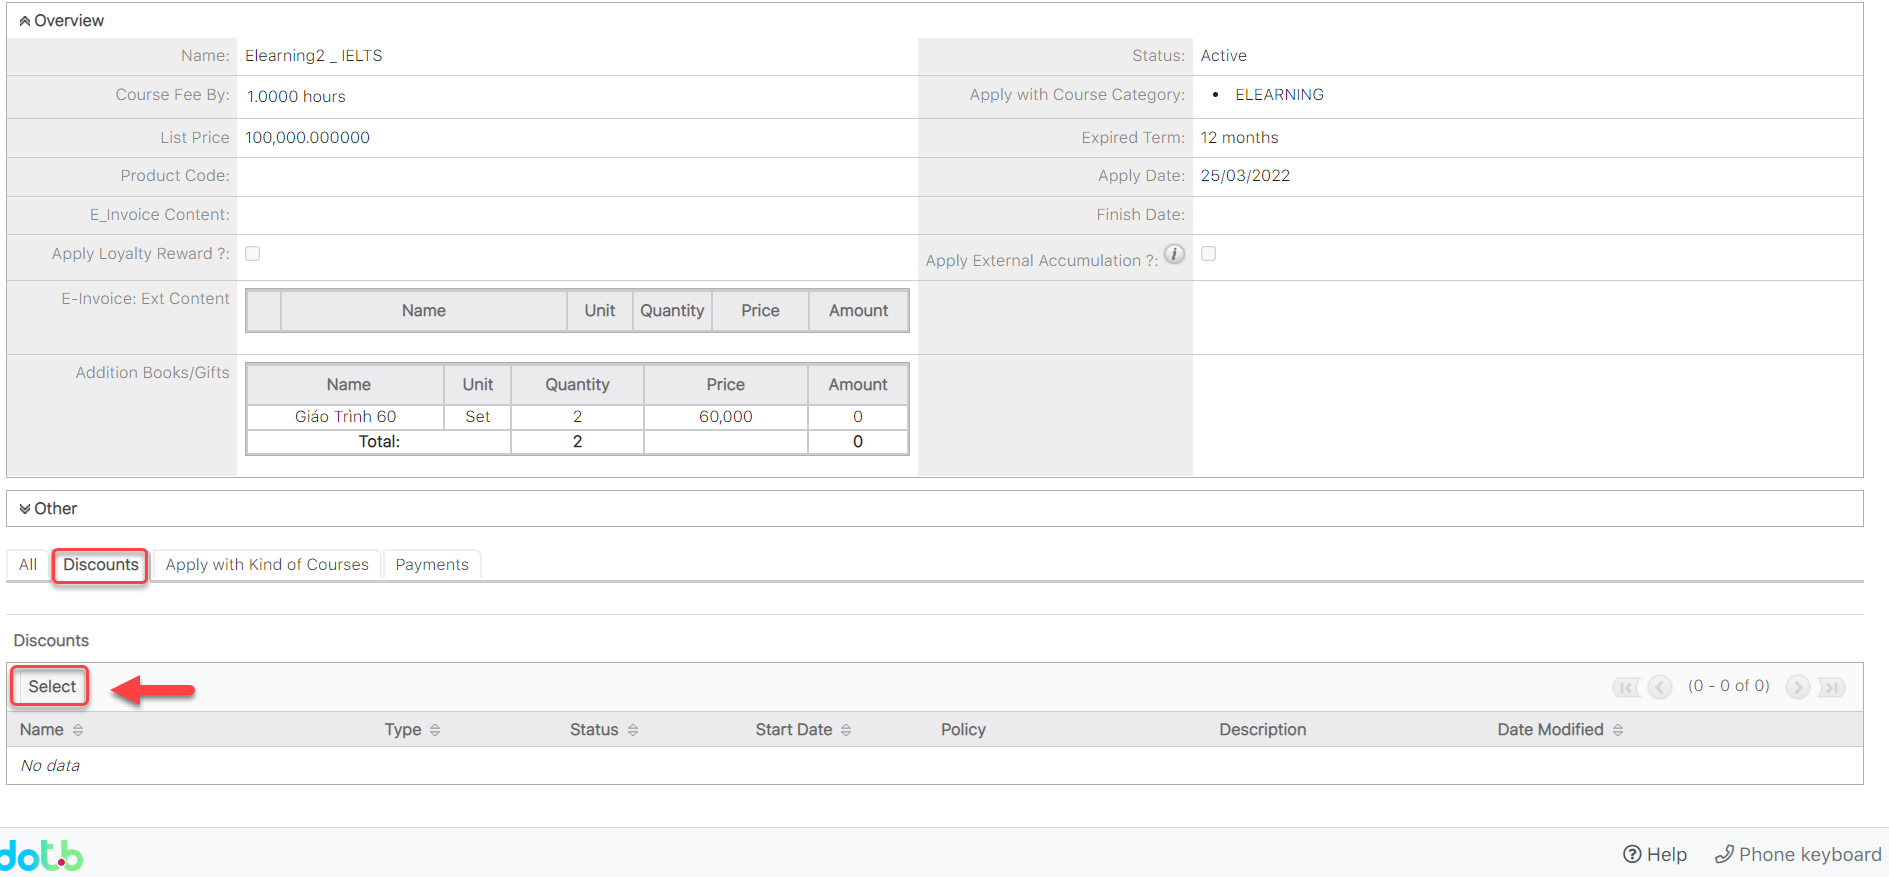 Overview
Name: Elearning2 _ IELTS Status: Active
Course Fee By: 1.0000 hours Apply with Course Category: • ELEARNING
List Price 100,000.000000 Expired Term: 12 months
Product Code: Apply Date: 25/03/2022
E_Invoice Content: Finish Date:
Apply Loyalty Reward ?: Apply External Accumulation ?: i
E-Invoice: Ext Content
Name Unit Quantity Price Amount
Addition Books/Gifts
Name Unit Quantity Price Amount
Giáo Trình 60 Set 2 60,000 0
Total: 2 0
Other
All Discounts Apply with Kind of Courses Payments
Discounts
Select (0 - 0 of 0)
Name Type Status Start Date Policy Description Date Modified
No data
dotb Help Phone keyboard